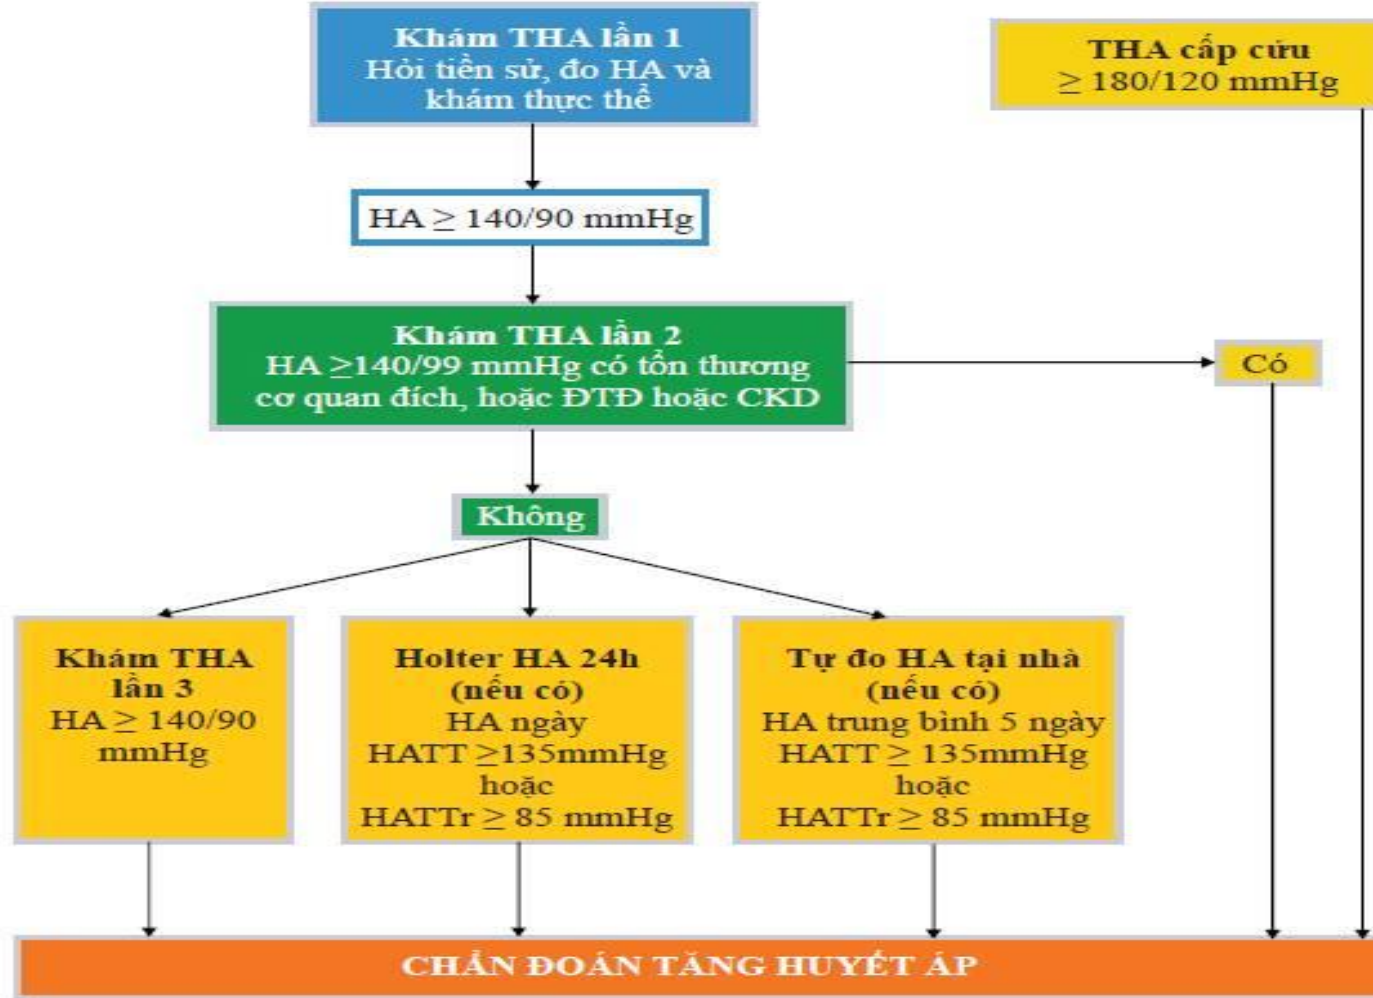 Khám THA lần 1
Hỏi tiền sử, đo HA và
khám thực thể
THA cấp cứu
≥ 180/120 mmHg
HA ≥ 140/90 mmHg
Khám THA lần 2
HA ≥140/99 mmHg có tổn thương
cơ quan đích, hoặc ĐTĐ hoặc CKD
Có
Không
Khám THA
lần 3
HA ≥ 140/90
mmHg
Holter HA 24h
(nếu có)
HA ngày
HATT ≥135mmHg
hoặc
HATTr ≥ 85 mmHg
Tự đo HA tại nhà
(nếu có)
HA trung bình 5 ngày
HATT ≥ 135mmHg
hoặc
HATTr ≥ 85 mmHg
CHẨN ĐOÁN TĂNG HUYẾT ÁP